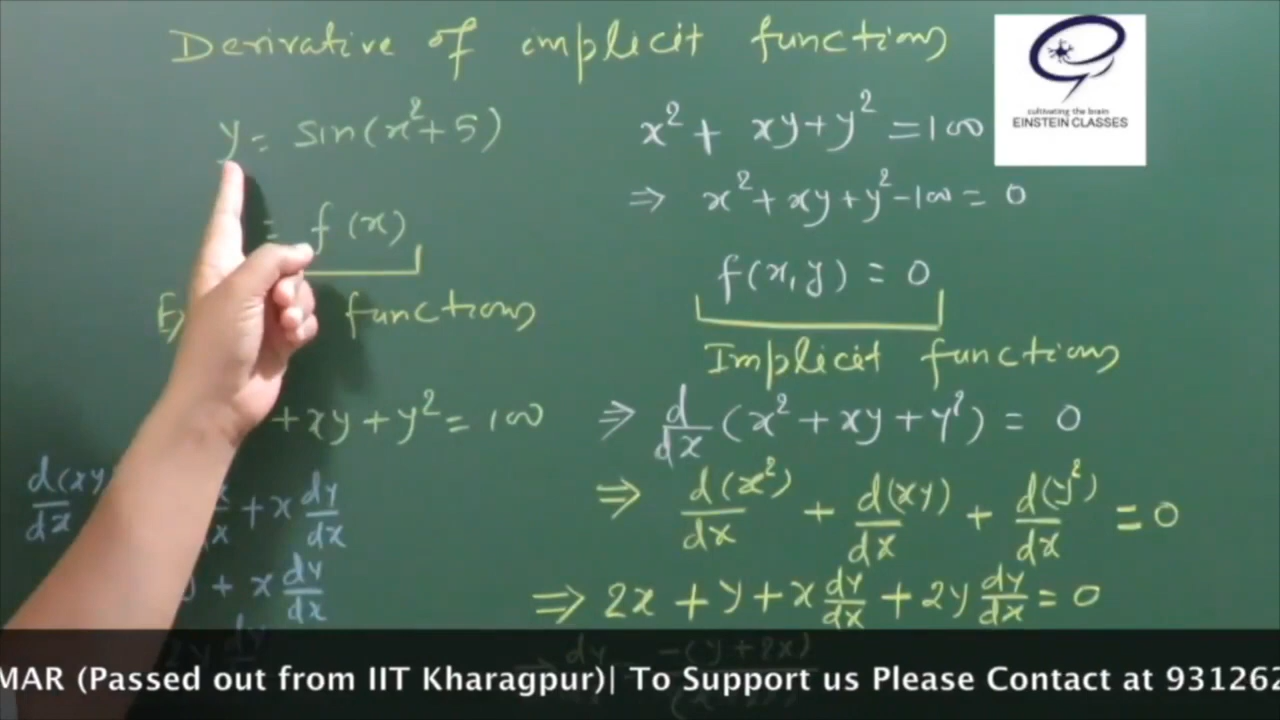 Derivative of implicit functions
y = sin(x² + 5)
= f(x)
functions
+ xy + y² = 100
d(xy
dx
+ x dy/dx
+ x dy/dx
x² + xy + y² = 100
⇒ x² + xy + y² - 100 = 0
f(x, y) = 0
Implicit functions
⇒ d/dx (x² + xy + y²) = 0
⇒ d(x²)/dx + d(xy)/dx + d(y²)/dx = 0
⇒ 2x + y + x dy/dx + 2y dy/dx = 0
-(y + 2x)
cultivating the brain
EINSTEIN CLASSES
MAR (Passed out from IIT Kharagpur)| To Support us Please Contact at 931262